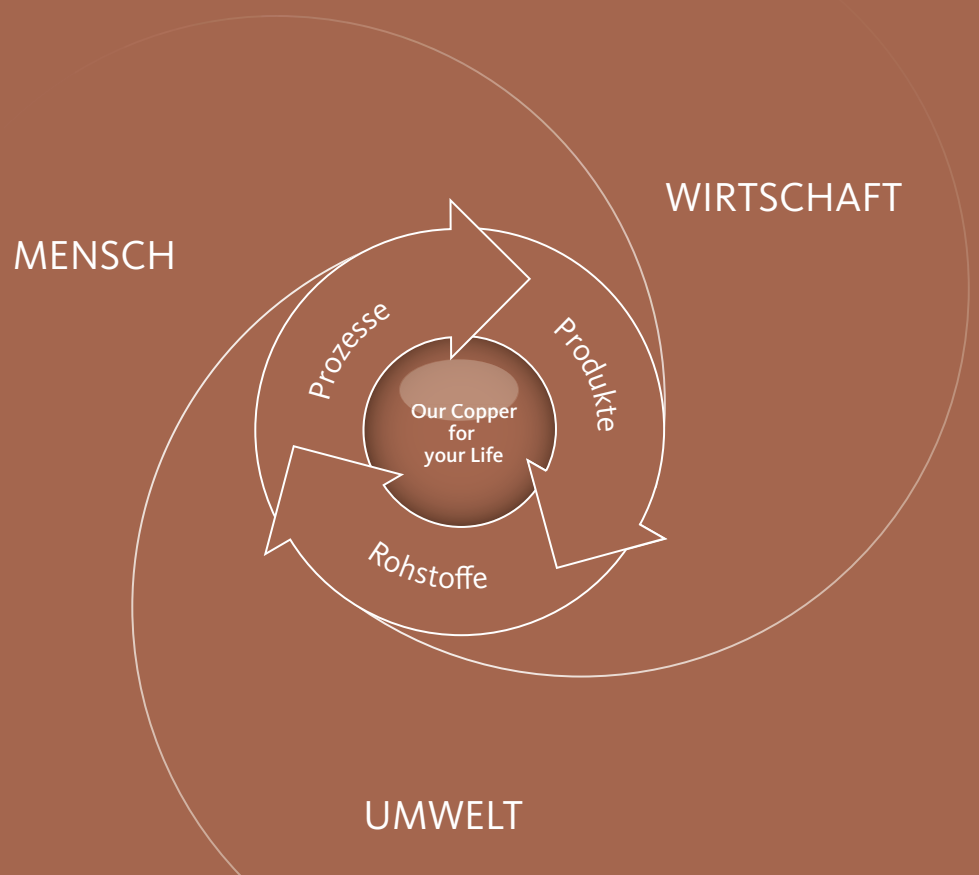 WIRTSCHAFT
MENSCH
Prozesse
Produkte
Our Copper
for
your Life
Rohstoffe
UMWELT